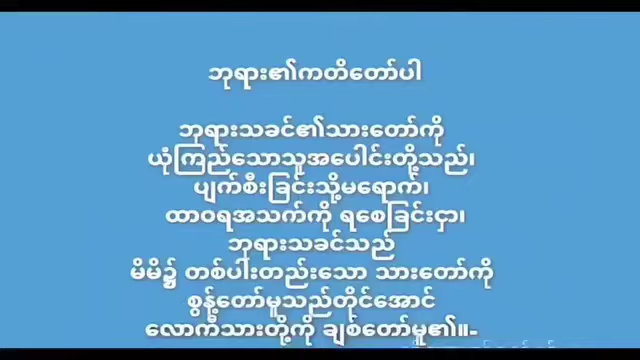 ဘုရား၏ကတိတော်ပါ
ဘုရားသခင်၏သားတော်ကို
ယုံကြည်သောသူအပေါင်းတို့သည်၊
ပျက်စီးခြင်းသို့မရောက်၊
ထာဝရအသက်ကို ရစေခြင်းငှာ၊
ဘုရားသခင်သည်
မိမိ၌ တစ်ပါးတည်းသော သားတော်ကို
စွန့်တော်မူသည်တိုင်အောင်
လောကီသားတို့ကို ချစ်တော်မူ၏။-